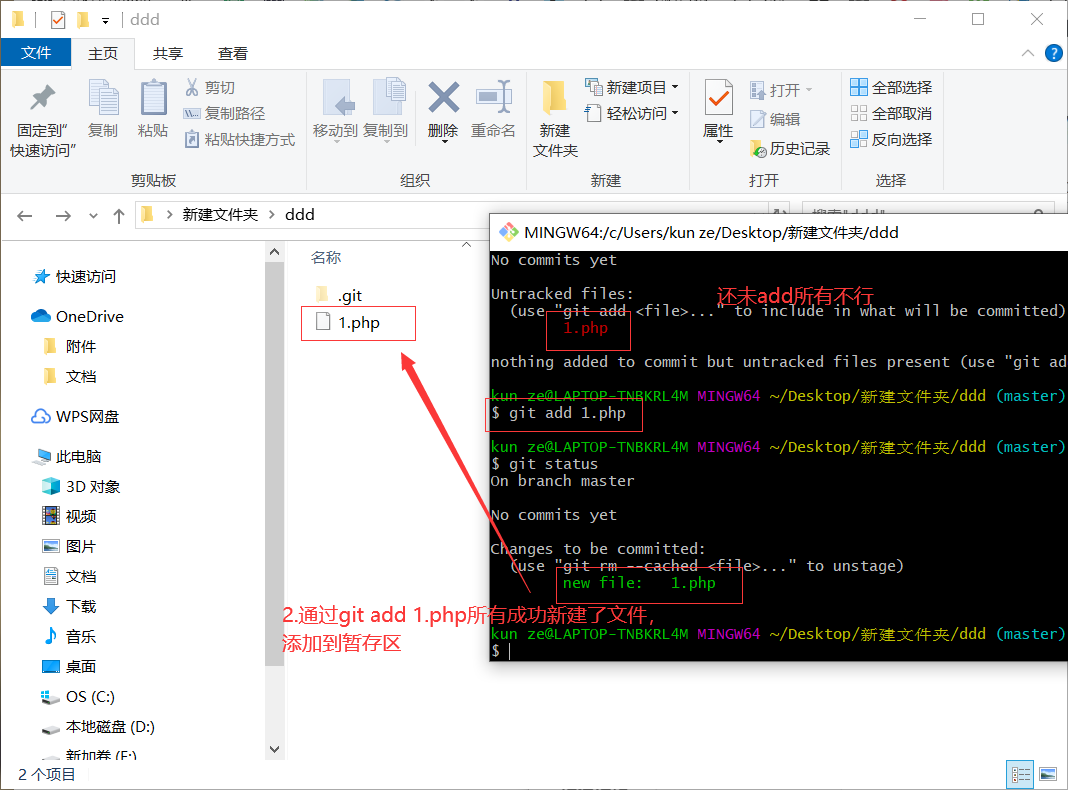 ddd
文件 主页 共享 查看
固定到"快速访问"
复制
粘贴
剪切
复制路径
粘贴快捷方式
剪贴板
移动到
复制到
删除
重命名
组织
新建文件夹
新建项目
轻松访问
新建
属性
打开
编辑
历史记录
打开
全部选择
全部取消
反向选择
选择
新建文件夹 ddd
搜索"ddd"
快速访问
OneDrive
附件
文档
WPS网盘
此电脑
3D 对象
视频
图片
文档
下载
音乐
桌面
OS (C:)
本地磁盘 (D:)
新加卷 (E:)
名称
.git
1.php
MINGW64:/c/Users/kun ze/Desktop/新建文件夹/ddd
No commits yet
Untracked files:
还未add所有不行
(use "git add <file>..." to include in what will be committed)
1.php
nothing added to commit but untracked files present (use "git ad
kun ze@LAPTOP-TNBKRL4M MINGW64 ~/Desktop/新建文件夹/ddd (master)
$ git add 1.php
kun ze@LAPTOP-TNBKRL4M MINGW64 ~/Desktop/新建文件夹/ddd (master)
$ git status
On branch master
No commits yet
Changes to be committed:
(use "git rm --cached <file>..." to unstage)
new file: 1.php
2.通过git add 1.php所有成功新建了文件，
添加到暂存区
kun ze@LAPTOP-TNBKRL4M MINGW64 ~/Desktop/新建文件夹/ddd (master)
$
2 个项目